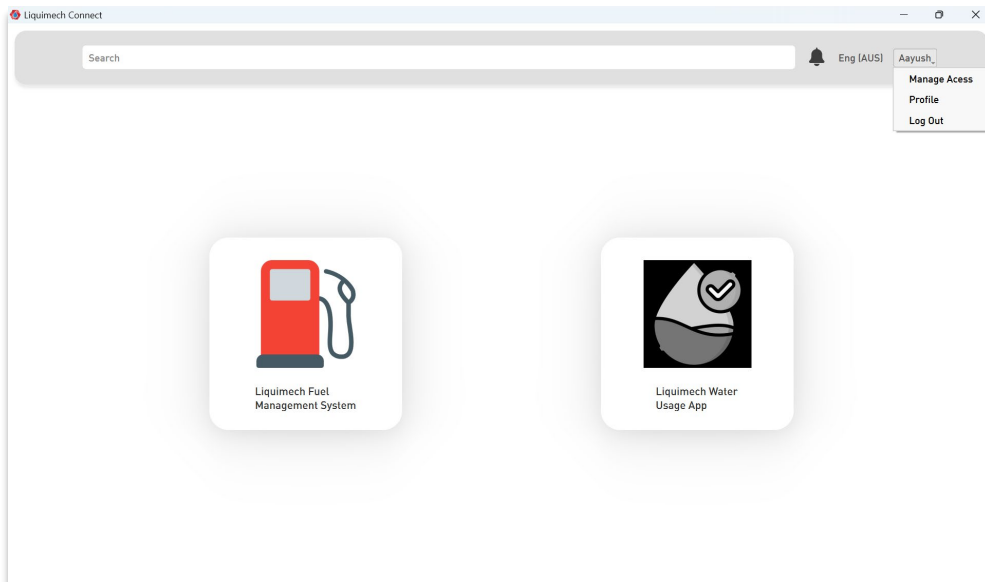 Liquimech Connect
Search
Eng (AUS)
Aayush_
Manage Acess
Profile
Log Out
Liquimech Fuel
Management System
Liquimech Water
Usage App